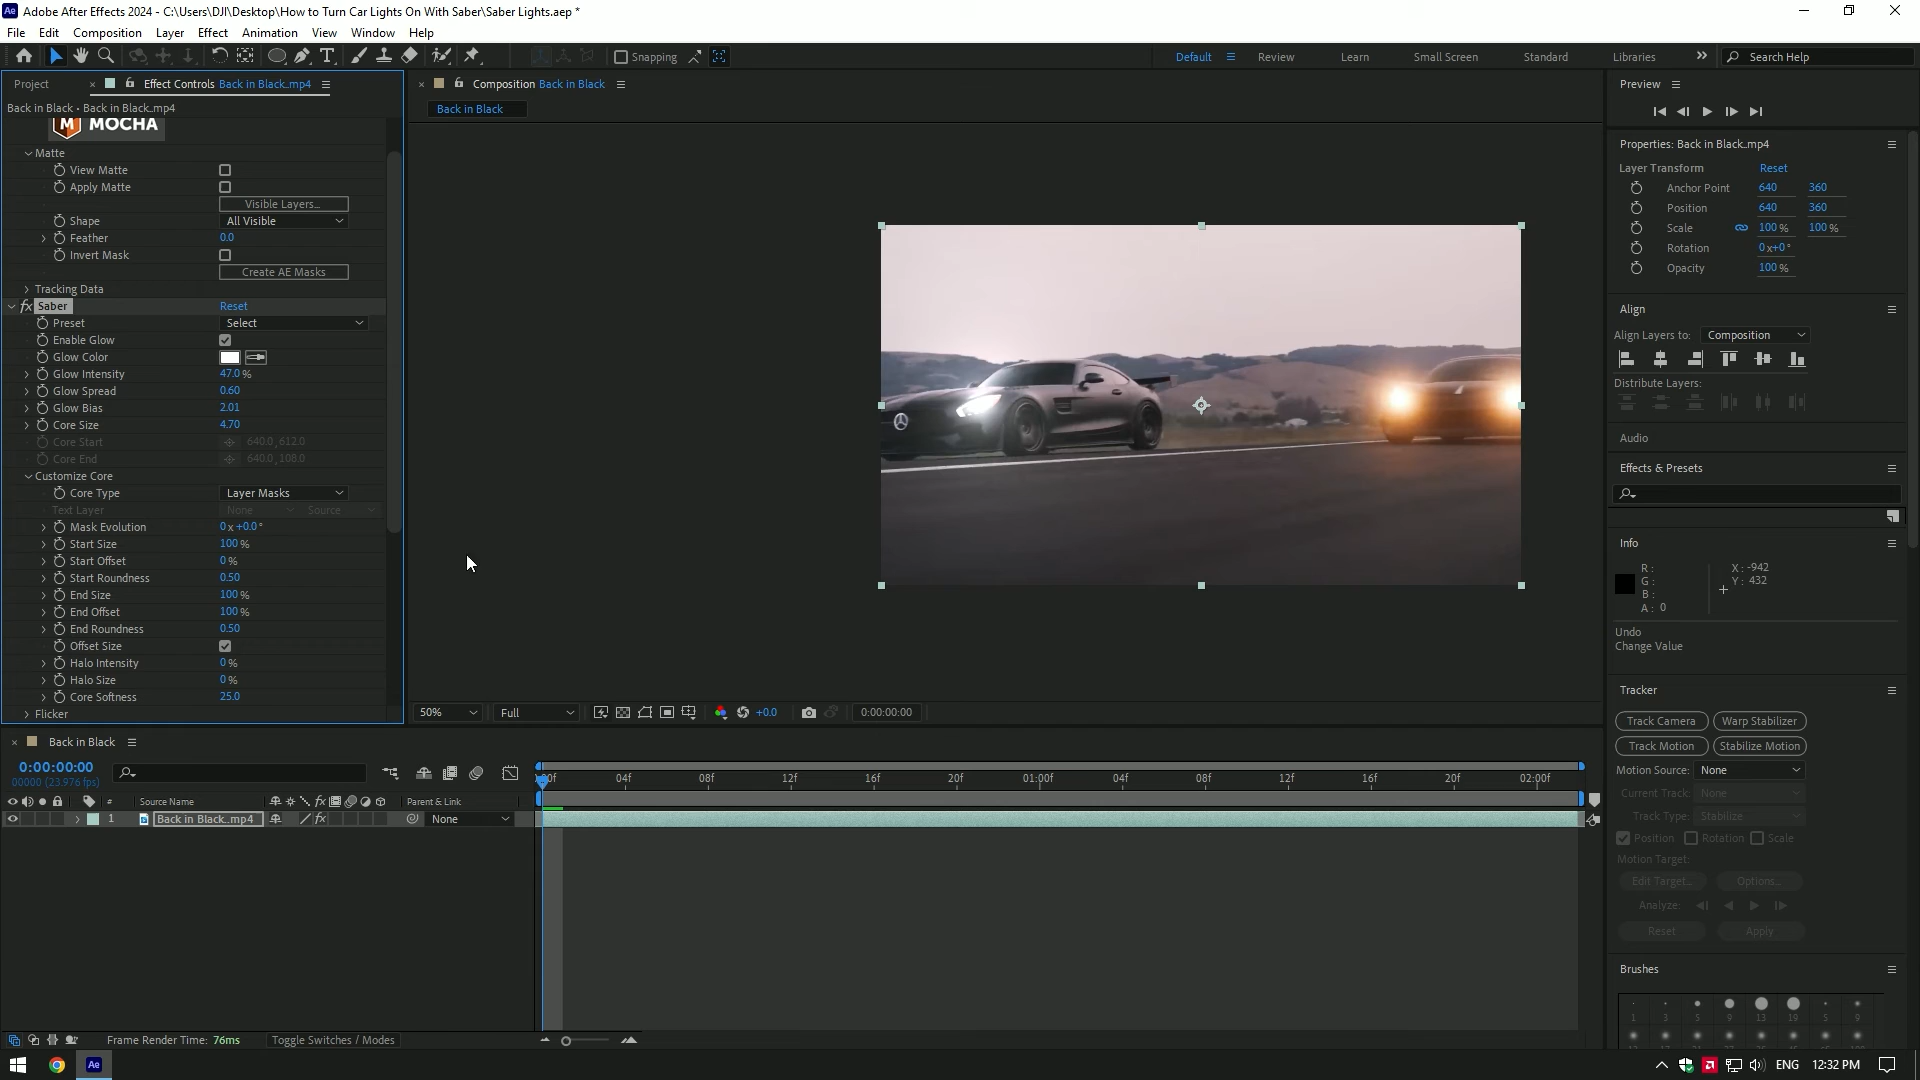 Adobe After Effects 2024 - C:\Users\DJI\Desktop\How to Turn Car Lights On With Saber\Saber Lights.aep *
File Edit Composition Layer Effect Animation View Window Help
Snapping
Default Review Learn Small Screen Standard Libraries Search Help
Project
Effect Controls Back in Black..mp4
Back in Black • Back in Black..mp4
M MOCHA
Matte
View Matte
Apply Matte
Visible Layers...
Shape All Visible
Feather 0.0
Invert Mask
Create AE Masks
Tracking Data
fx Saber Reset
Preset Select
Enable Glow
Glow Color
Glow Intensity 47.0 %
Glow Spread 0.60
Glow Bias 2.01
Core Size 4.70
Core Start 640.0, 612.0
Core End 640.0, 108.0
Customize Core
Core Type Layer Masks
Text Layer None Source
Mask Evolution 0 x +0.0 °
Start Size 100 %
Start Offset 0 %
Start Roundness 0.50
End Size 100 %
End Offset 100 %
End Roundness 0.50
Offset Size
Halo Intensity 0 %
Halo Size 0 %
Core Softness 25.0
Flicker
Composition Back in Black
Back in Black
50% Full +0.0 0:00:00:00
Preview
Properties: Back in Black..mp4
Layer Transform Reset
Anchor Point 640 360
Position 640 360
Scale 100 % 100 %
Rotation 0 x+0 °
Opacity 100 %
Align
Align Layers to: Composition
Distribute Layers:
Audio
Effects & Presets
Info
R :
G :
B :
A : 0
X : -942
Y : 432
Undo
Change Value
Tracker
Track Camera Warp Stabilizer
Track Motion Stabilize Motion
Motion Source: None
Current Track: None
Track Type: Stabilize
Position Rotation Scale
Motion Target:
Edit Target... Options...
Analyze:
Reset Apply
Brushes
1 3 5 9 13 19 5 9
Back in Black
0:00:00:00
00000 (23.976 fps)
:00f 04f 08f 12f 16f 20f 01:00f 04f 08f 12f 16f 20f 02:00f
# Source Name fx Parent & Link
1 Back in Black..mp4 fx None
Frame Render Time: 76ms Toggle Switches / Modes
Ae ENG 12:32 PM